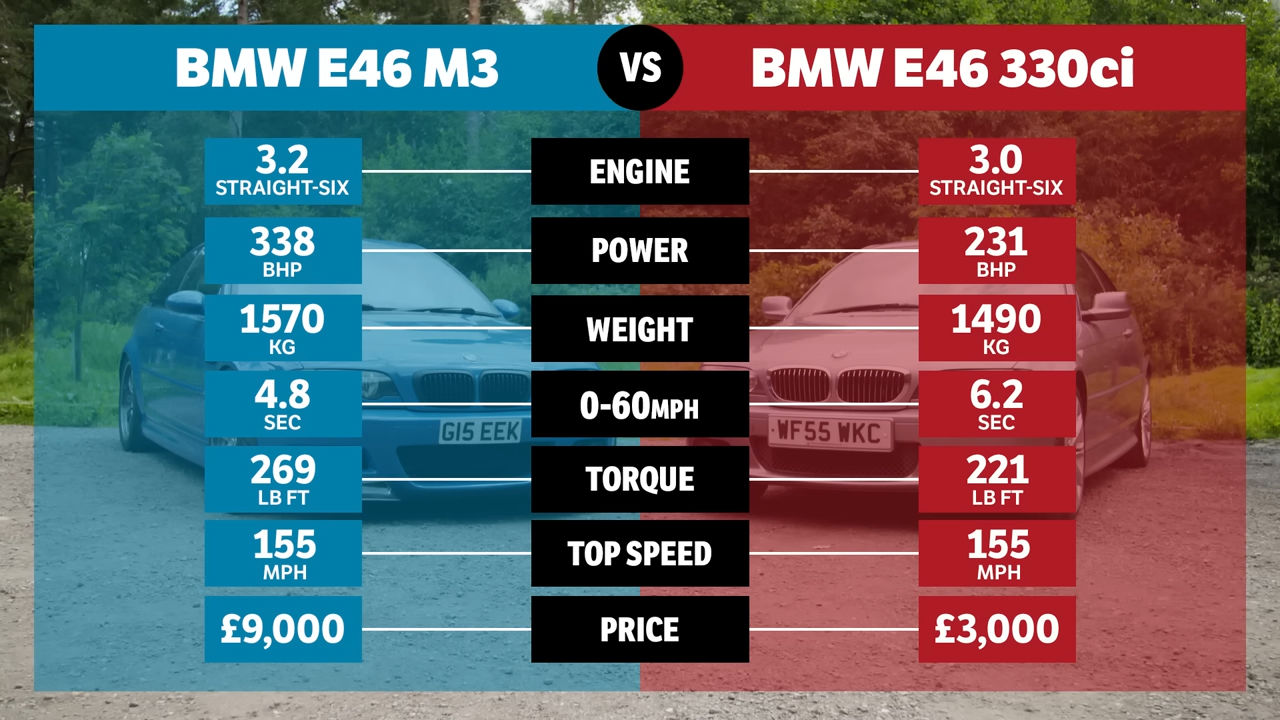 BMW E46 M3 VS BMW E46 330ci
3.2 ENGINE 3.0
STRAIGHT-SIX STRAIGHT-SIX
338 POWER 231
BHP BHP
1570 WEIGHT 1490
KG KG
4.8 0-60MPH 6.2
SEC SEC
G15 EEK WF55 WKC
269 TORQUE 221
LB FT LB FT
155 TOP SPEED 155
MPH MPH
£9,000 PRICE £3,000